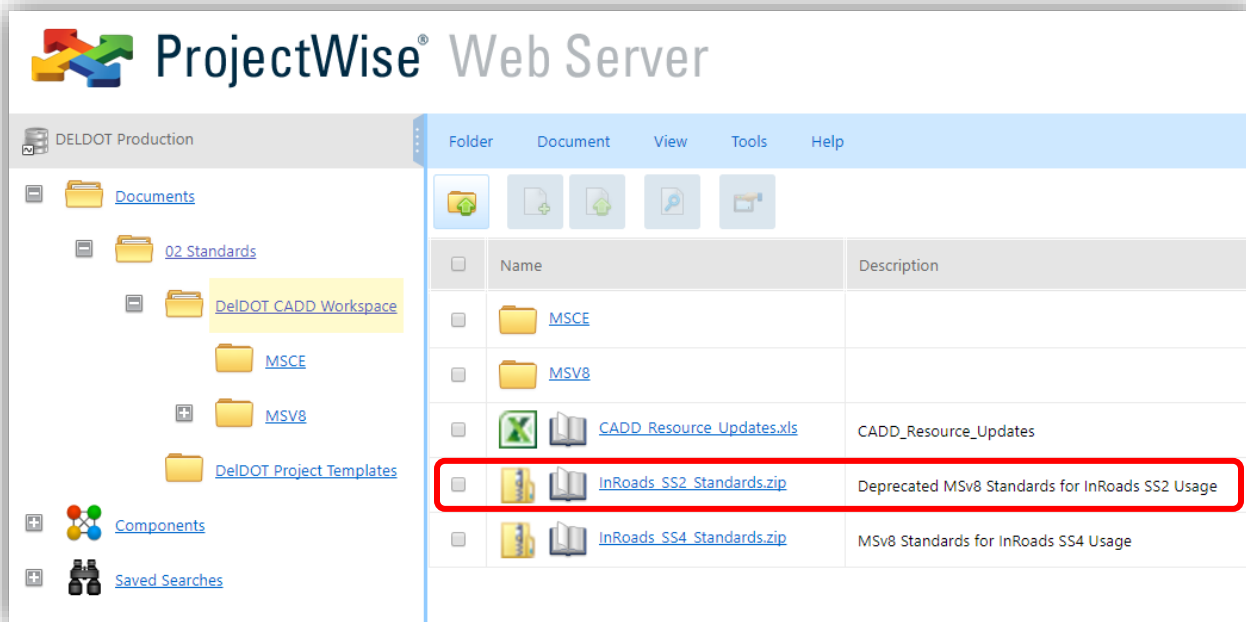 ProjectWise® Web Server
DELDOT Production
Folder Document View Tools Help
Documents
02 Standards
DelDOT CADD Workspace
MSCE
MSV8
DelDOT Project Templates
Components
Saved Searches
Name Description
MSCE
MSV8
CADD_Resource_Updates.xls CADD_Resource_Updates
InRoads_SS2_Standards.zip Deprecated MSv8 Standards for InRoads SS2 Usage
InRoads_SS4_Standards.zip MSv8 Standards for InRoads SS4 Usage